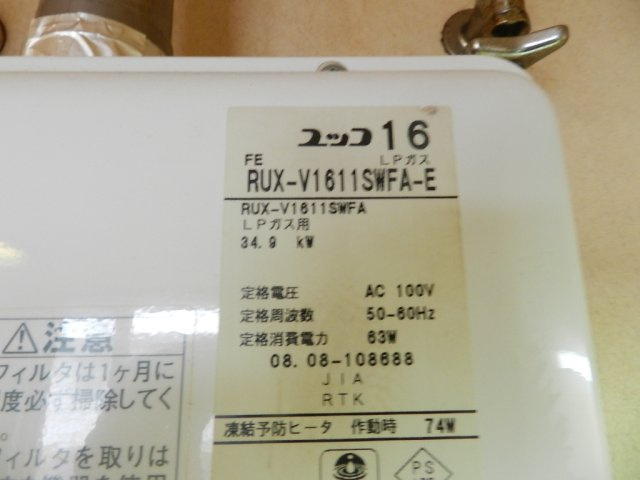 ユッコ 16
FE LPガス
RUX-V1611SWFA-E
RUX-V1611SWFA
LPガス用
34.9 kW
定格電圧 AC 100V
定格周波数 50-60Hz
定格消費電力 63W
08.08-108688
JIA
RTK
凍結予防ヒータ 作動時 74W
PS
注意
フィルタは1ヶ月に
度必ず掃除してく
。
ィルタを取りは